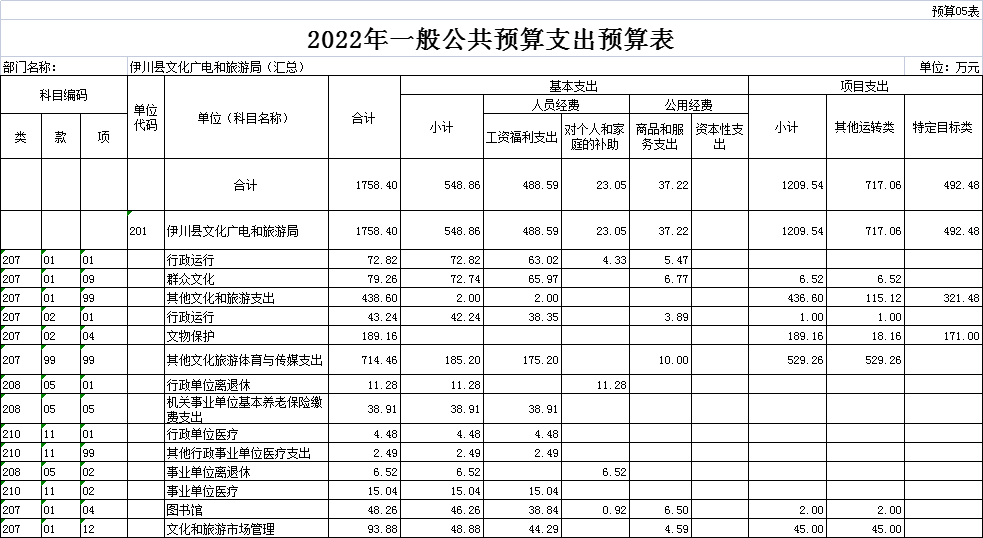 预算05表
2022年一般公共预算支出预算表
部门名称： 伊川县文化广电和旅游局（汇总） 单位：万元
科目编码 单位代码 单位（科目名称） 合计 基本支出 项目支出
小计 人员经费 公用经费 小计 其他运转类 特定目标类
类 款 项 工资福利支出 对个人和家庭的补助 商品和服务支出 资本性支出
合计 1758.40 548.86 488.59 23.05 37.22 1209.54 717.06 492.48
201 伊川县文化广电和旅游局 1758.40 548.86 488.59 23.05 37.22 1209.54 717.06 492.48
207 01 01 行政运行 72.82 72.82 63.02 4.33 5.47
207 01 09 群众文化 79.26 72.74 65.97 6.77 6.52 6.52
207 01 99 其他文化和旅游支出 438.60 2.00 2.00 436.60 115.12 321.48
207 02 01 行政运行 43.24 42.24 38.35 3.89 1.00 1.00
207 02 04 文物保护 189.16 189.16 18.16 171.00
207 99 99 其他文化旅游体育与传媒支出 714.46 185.20 175.20 10.00 529.26 529.26
208 05 01 行政单位离退休 11.28 11.28 11.28
208 05 05 机关事业单位基本养老保险缴费支出 38.91 38.91 38.91
210 11 01 行政单位医疗 4.48 4.48 4.48
210 11 99 其他行政事业单位医疗支出 2.49 2.49 2.49
208 05 02 事业单位离退休 6.52 6.52 6.52
210 11 02 事业单位医疗 15.04 15.04 15.04
207 01 04 图书馆 48.26 46.26 38.84 0.92 6.50 2.00 2.00
207 01 12 文化和旅游市场管理 93.88 48.88 44.29 4.59 45.00 45.00